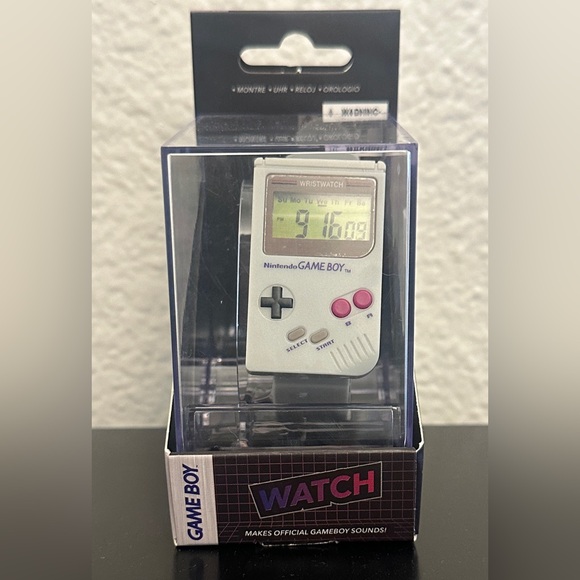 • MONTRE • UHR • RELOJ • OROLOGIO
WARNING
WRISTWATCH
Su Mo Tu We Th Fr Sa
PM 9 16 09
Nintendo GAME BOY TM
B A
SELECT START
GAME BOY
WATCH
MAKES OFFICIAL GAMEBOY SOUNDS!